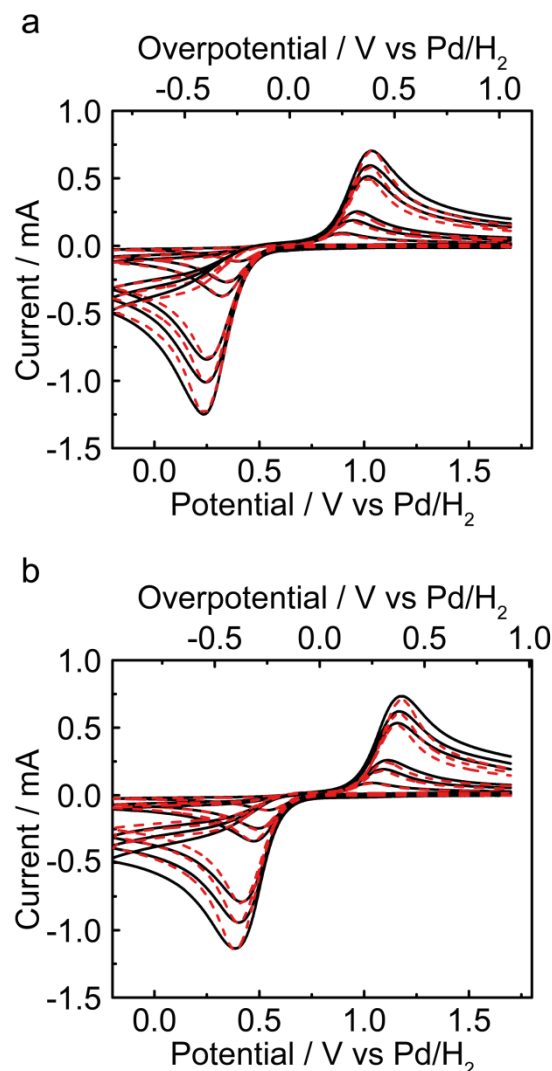 a
Overpotential / V vs Pd/H2
-0.5 0.0 0.5 1.0
1.0
0.5
0.0
-0.5
-1.0
-1.5
Current / mA
0.0 0.5 1.0 1.5
Potential / V vs Pd/H2
b
Overpotential / V vs Pd/H2
-0.5 0.0 0.5 1.0
1.0
0.5
0.0
-0.5
-1.0
-1.5
Current / mA
0.0 0.5 1.0 1.5
Potential / V vs Pd/H2